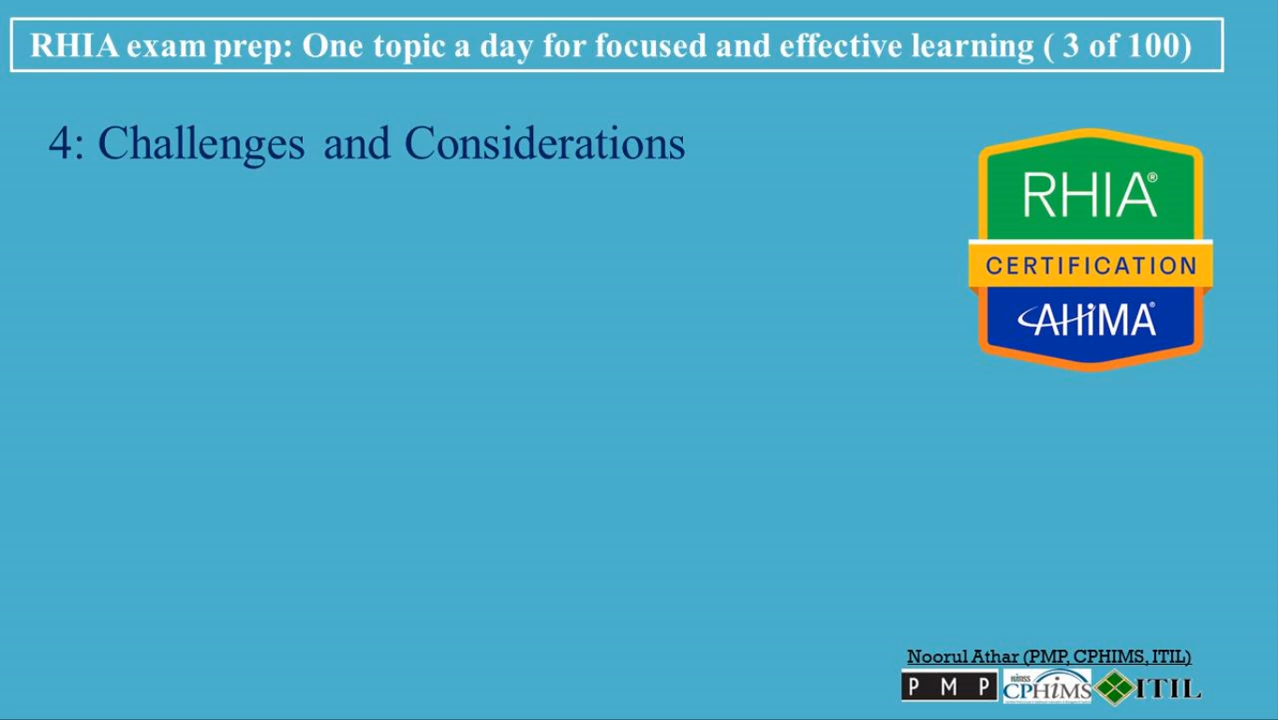 RHIA exam prep: One topic a day for focused and effective learning ( 3 of 100)
4: Challenges and Considerations
RHIA®
CERTIFICATION
AHiMA®
Noorul Athar (PMP, CPHIMS, ITIL)
P M P
himss
CPHiMS
ITIL